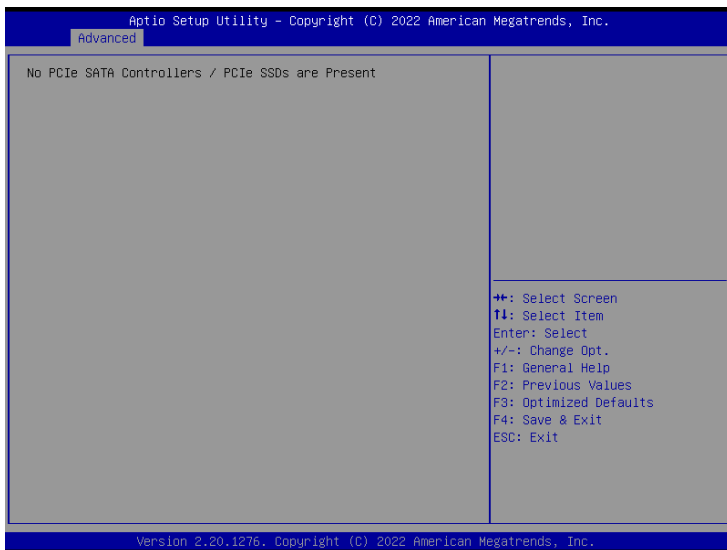 Aptio Setup Utility – Copyright (C) 2022 American Megatrends, Inc.
Advanced
No PCIe SATA Controllers / PCIe SSDs are Present
→←: Select Screen
↑↓: Select Item
Enter: Select
+/-: Change Opt.
F1: General Help
F2: Previous Values
F3: Optimized Defaults
F4: Save & Exit
ESC: Exit
Version 2.20.1276. Copyright (C) 2022 American Megatrends, Inc.